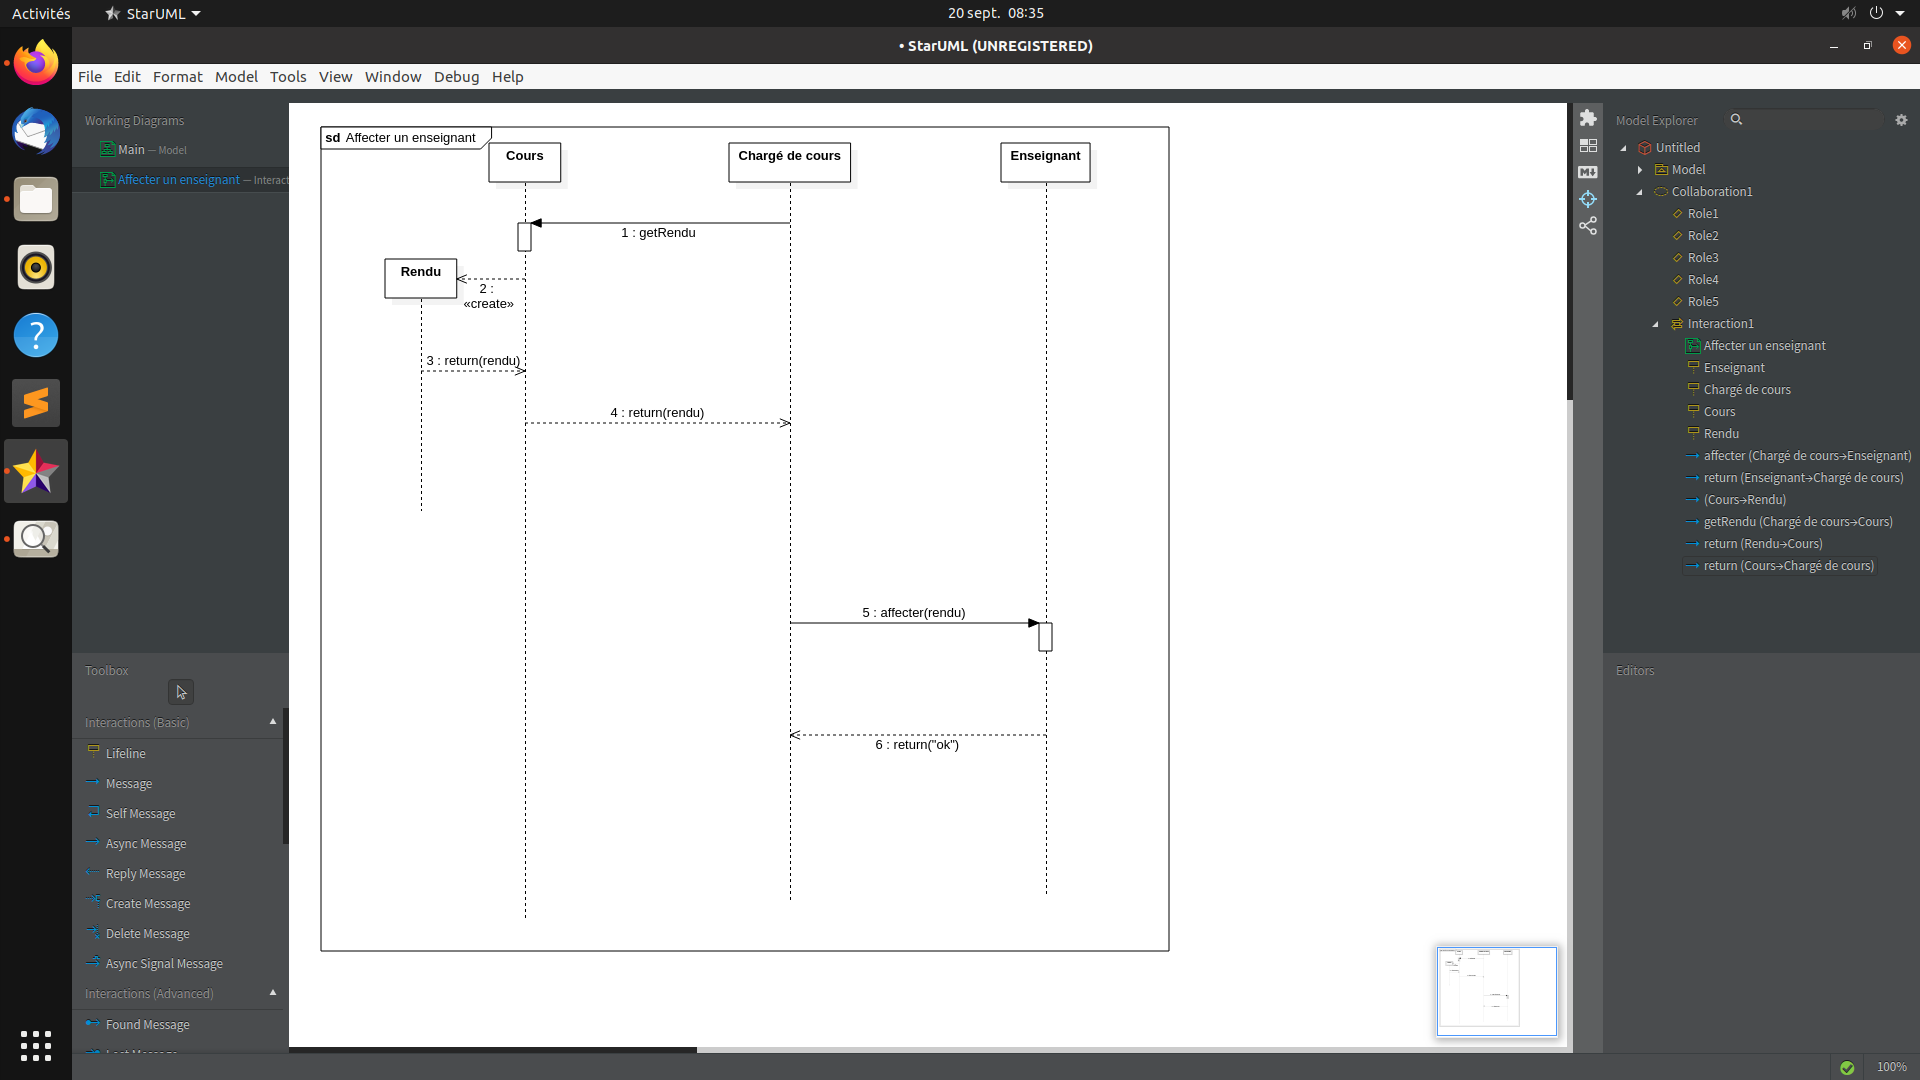 Activités
StarUML
20 sept. 08:35
• StarUML (UNREGISTERED)
File Edit Format Model Tools View Window Debug Help
Working Diagrams
Main — Model
Affecter un enseignant — Interact
Toolbox
Interactions (Basic)
Lifeline
Message
Self Message
Async Message
Reply Message
Create Message
Delete Message
Async Signal Message
Interactions (Advanced)
Found Message
sd Affecter un enseignant
Cours
Chargé de cours
Enseignant
1 : getRendu
Rendu
2 :
«create»
3 : return(rendu)
4 : return(rendu)
5 : affecter(rendu)
6 : return("ok")
Model Explorer
Untitled
Model
Collaboration1
Role1
Role2
Role3
Role4
Role5
Interaction1
Affecter un enseignant
Enseignant
Chargé de cours
Cours
Rendu
affecter (Chargé de cours→Enseignant)
return (Enseignant→Chargé de cours)
(Cours→Rendu)
getRendu (Chargé de cours→Cours)
return (Rendu→Cours)
return (Cours→Chargé de cours)
Editors
100%